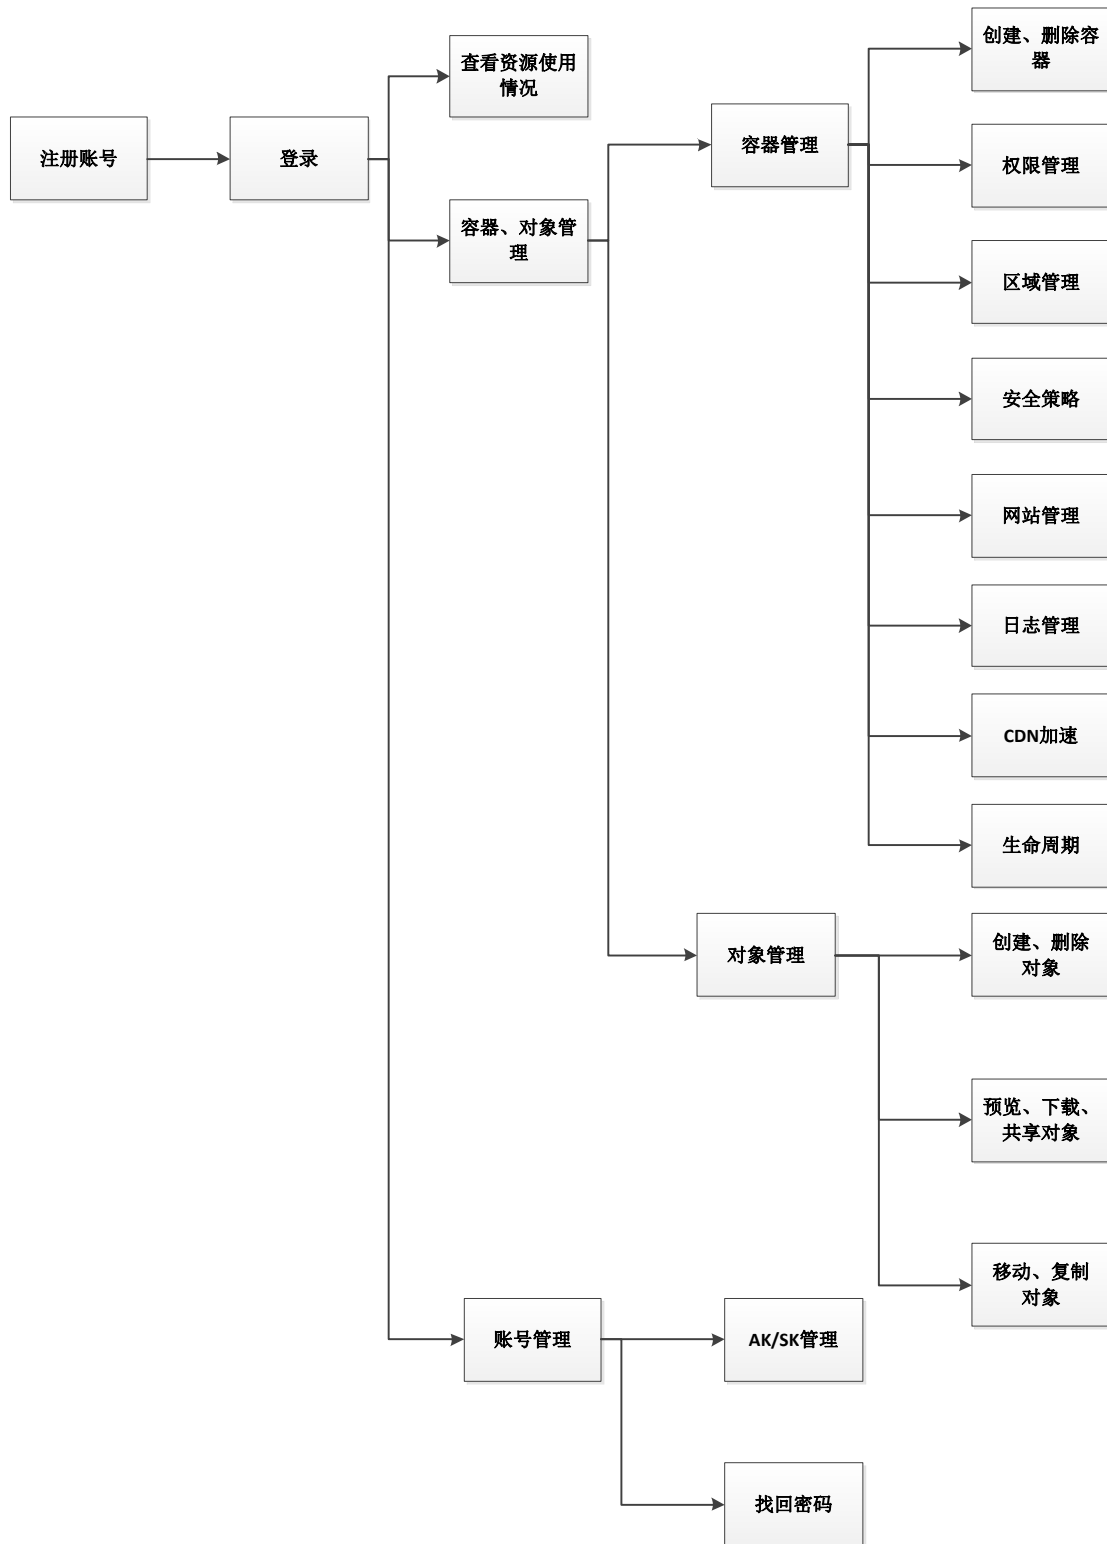 注册账号
登录
查看资源使用
情况
容器、对象管
理
容器管理
创建、删除容
器
权限管理
区域管理
安全策略
网站管理
日志管理
CDN加速
生命周期
对象管理
创建、删除
对象
预览、下载、
共享对象
移动、复制
对象
账号管理
AK/SK管理
找回密码